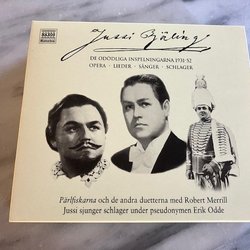 NAXOS
Historical
Jussi Björling
DE ODÖDLIGA INSPELNINGARNA 1931-52
OPERA · LIEDER · SÅNGER · SCHLAGER
Pärlfiskarna och de andra duetterna med Robert Merrill
Jussi sjunger schlager under pseudonymen Erik Odde